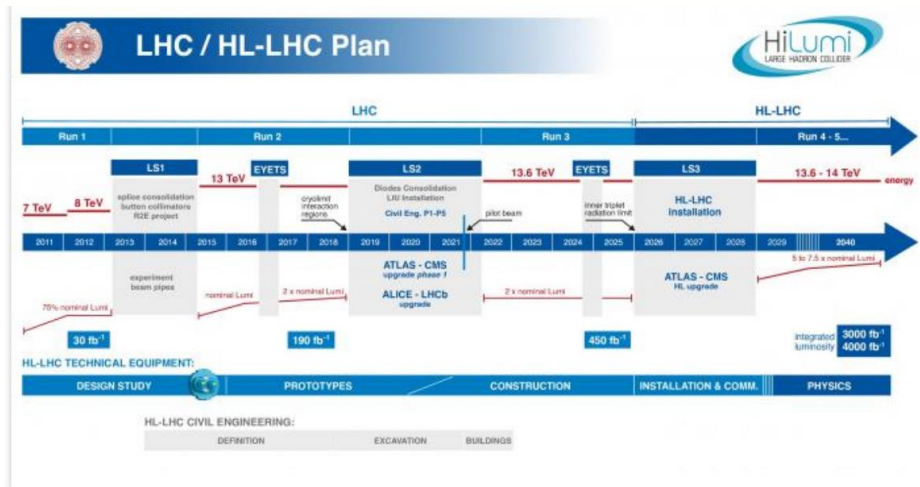 LHC / HL-LHC Plan
HiLumi
LARGE HADRON COLLIDER
LHC
HL-LHC
Run 1
Run 2
Run 3
Run 4 - 5...
LS1
EYETS
LS2
EYETS
LS3
7 TeV
8 TeV
splice consolidation
button collimators
R2E project
13 TeV
cryolimit
interaction
regions
Diodes Consolidation
LIU Installation
Civil Eng. P1-P5
pilot beam
13.6 TeV
inner triplet
radiation limit
HL-LHC
installation
13.6 - 14 TeV
energy
2011 2012 2013 2014 2015 2016 2017 2018 2019 2020 2021 2022 2023 2024 2025 2026 2027 2028 2029 2040
75% nominal Lumi
experiment
beam pipes
nominal Lumi
2 x nominal Lumi
ATLAS - CMS
upgrade phase 1
ALICE - LHCb
upgrade
2 x nominal Lumi
ATLAS - CMS
HL upgrade
5 to 7.5 x nominal Lumi
30 fb⁻¹
190 fb⁻¹
450 fb⁻¹
integrated
luminosity
3000 fb⁻¹
4000 fb⁻¹
HL-LHC TECHNICAL EQUIPMENT:
DESIGN STUDY
PROTOTYPES
CONSTRUCTION
INSTALLATION & COMM.
PHYSICS
HL-LHC CIVIL ENGINEERING:
DEFINITION
EXCAVATION
BUILDINGS